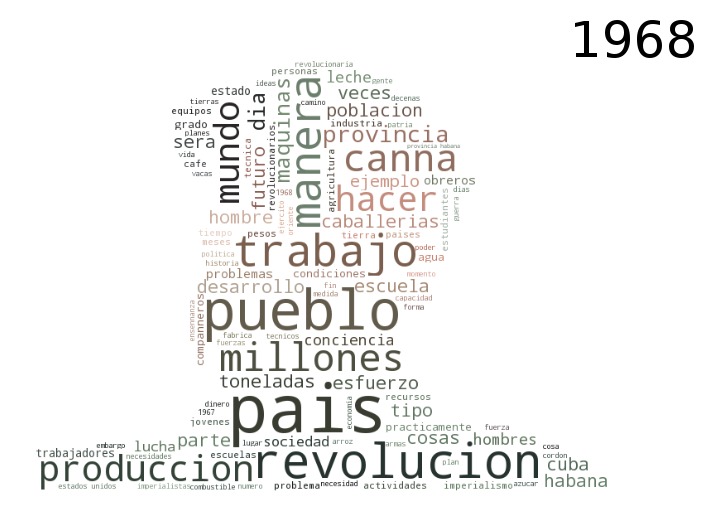 1968
revolucionaria
personas
leche
gente
estado
ideas
veces
decenas
tierras
dia
maquinas
manera
camino
poblacion
equipos
mundo
industria
patria
grado
planes
provincia
sera
tecnica
futuro
revolucionarios
provincia habana
vida
cafe
vacas
agricultura
canna
ejemplo
obreros
1968
hacer
dias
guerra
estudiantes
hombre
ejercito
oriente
caballerias
tiempo
meses
pesos
tierra
paises
trabajo
poder
agua
politica
historia
problemas
condiciones
momento
desarrollo
fin
medida
escuela
capacidad
forma
pueblo
ensennanza
companneros
fabrica
fuerzas
tecnicos
conciencia
millones
toneladas
esfuerzo
dinero
1967
jovenes
pais
economia
recursos
tipo
practicamente
fuerza
embargo
lucha
parte
lugar
sociedad
arroz
armas
cosas
hombres
cosa
cordon
trabajadores
necesidades
escuelas
produccion
revolucion
plan
cuba
estados unidos
imperialistas
combustible
numero
problema
necesidad
actividades
imperialismo
azucar
habana